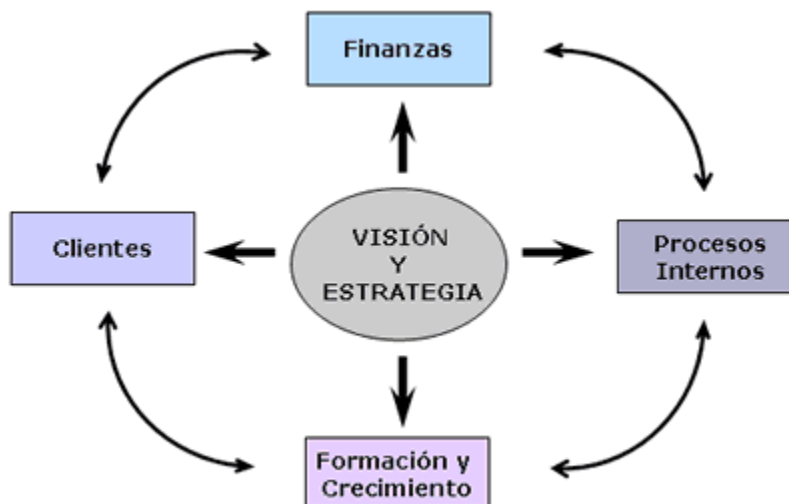 Finanzas
Clientes
VISIÓN
Y
ESTRATEGIA
Procesos
Internos
Formación y
Crecimiento